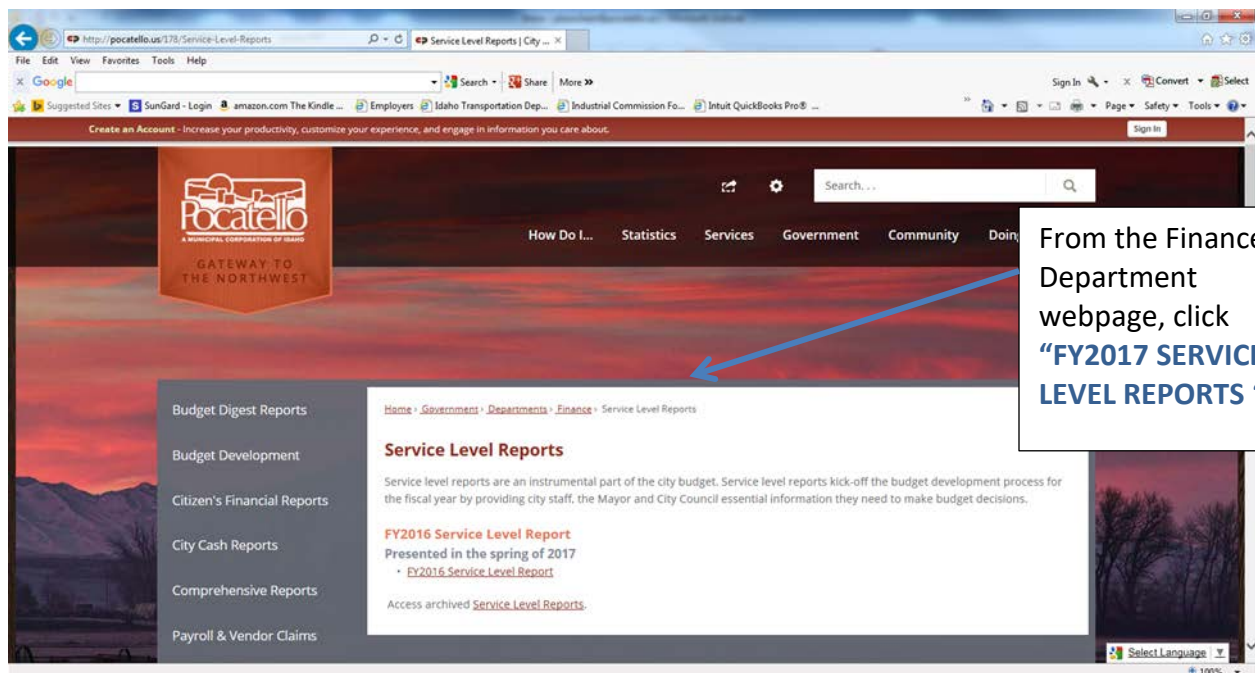 http://pocatello.us/178/Service-Level-Reports
Service Level Reports | City ...
File Edit View Favorites Tools Help
x Google Search Share More >> Sign In x Convert Select
Suggested Sites SunGard - Login amazon.com The Kindle ... Employers Idaho Transportation Dep... Industrial Commission Fo... Intuit QuickBooks Pro® ... >> Page Safety Tools
Create an Account - Increase your productivity, customize your experience, and engage in information you care about. Sign In
Search...
Pocatello
A MUNICIPAL CORPORATION OF IDAHO
GATEWAY TO
THE NORTHWEST
How Do I... Statistics Services Government Community Doin
From the Finance
Department
webpage, click
“FY2017 SERVICE
LEVEL REPORTS
Budget Digest Reports
Budget Development
Citizen's Financial Reports
City Cash Reports
Comprehensive Reports
Payroll & Vendor Claims
Home › Government › Departments › Finance › Service Level Reports
Service Level Reports
Service level reports are an instrumental part of the city budget. Service level reports kick-off the budget development process for
the fiscal year by providing city staff, the Mayor and City Council essential information they need to make budget decisions.
FY2016 Service Level Report
Presented in the spring of 2017
• FY2016 Service Level Report
Access archived Service Level Reports.
Select Language
100%